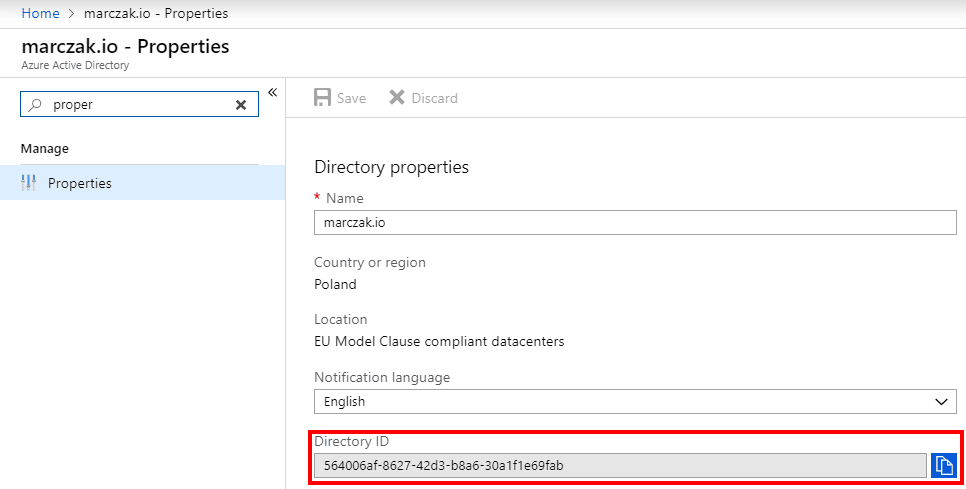 Home > marczak.io - Properties
marczak.io - Properties
Azure Active Directory
proper
Manage
Properties
Save Discard
Directory properties
* Name
marczak.io
Country or region
Poland
Location
EU Model Clause compliant datacenters
Notification language
English
Directory ID
564006af-8627-42d3-b8a6-30a1f1e69fab